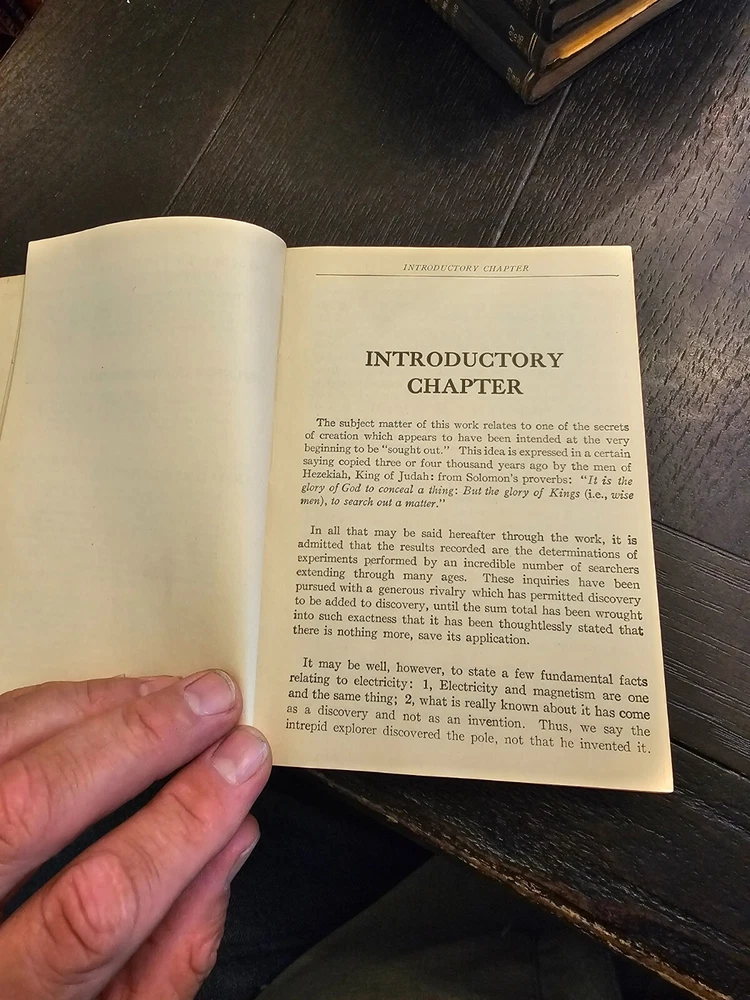 INTRODUCTORY CHAPTER
INTRODUCTORY
CHAPTER
The subject matter of this work relates to one of the secrets
of creation which appears to have been intended at the very
beginning to be "sought out." This idea is expressed in a certain
saying copied three or four thousand years ago by the men of
Hezekiah, King of Judah: from Solomon's proverbs: "It is the
glory of God to conceal a thing: But the glory of Kings (i.e., wise
men), to search out a matter."
In all that may be said hereafter through the work, it is
admitted that the results recorded are the determinations of
experiments performed by an incredible number of searchers
extending through many ages. These inquiries have been
pursued with a generous rivalry which has permitted discovery
to be added to discovery, until the sum total has been wrought
into such exactness that it has been thoughtlessly stated that
there is nothing more, save its application.
It may be well, however, to state a few fundamental facts
relating to electricity: 1, Electricity and magnetism are one
and the same thing; 2, what is really known about it has come
as a discovery and not as an invention. Thus, we say the
intrepid explorer discovered the pole, not that he invented it.